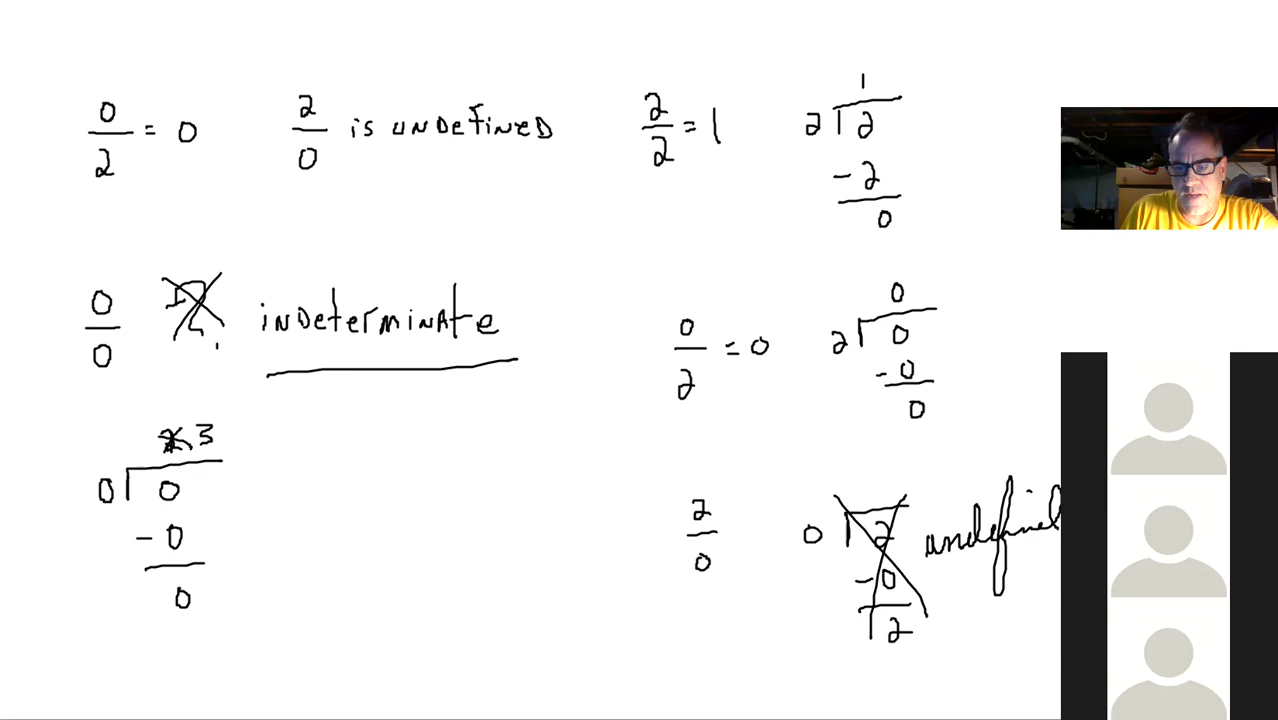 0/2 = 0
2/0 is UNDEFINED
2/2 = 1
1
2 2
- 2
0
0/0
iNDeterminAte
0/2 = 0
0
2 0
- 0
0
3
0 0
- 0
0
2/0
0 2
- 0
2
undefined